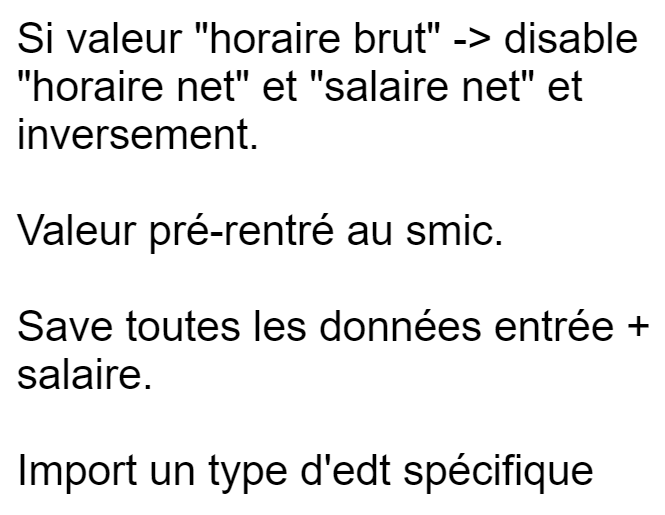 Si valeur "horaire brut" -> disable
"horaire net" et "salaire net" et
inversement.
Valeur pré-rentré au smic.
Save toutes les données entrée +
salaire.
Import un type d'edt spécifique